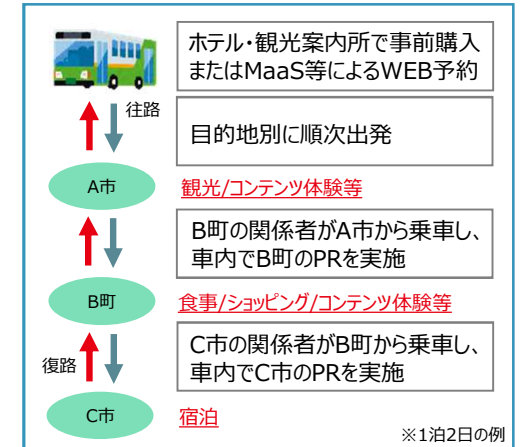 ホテル・観光案内所で事前購入
またはMaaS等によるWEB予約
往路
目的地別に順次出発
A市
観光/コンテンツ体験等
B町の関係者がA市から乗車し、
車内でB町のPRを実施
B町
食事/ショッピング/コンテンツ体験等
C市の関係者がB町から乗車し、
車内でC市のPRを実施
復路
C市
宿泊
※1泊2日の例